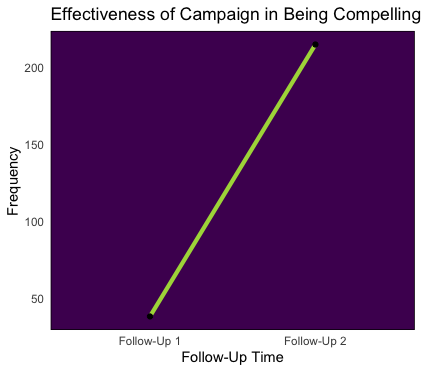 Effectiveness of Campaign in Being Compelling
Frequency
200
150
100
50
Follow-Up 1
Follow-Up 2
Follow-Up Time